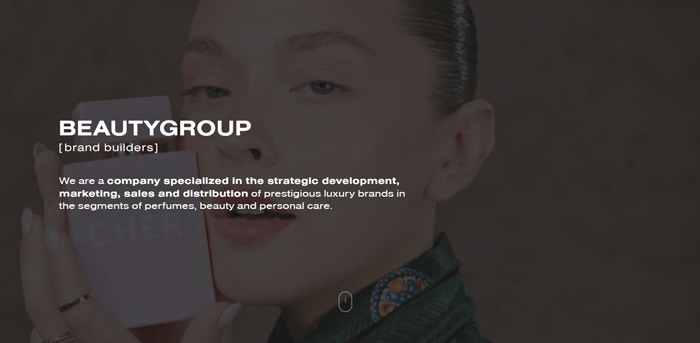 BEAUTYGROUP
[brand builders]
We are a company specialized in the strategic development,
marketing, sales and distribution of prestigious luxury brands in
the segments of perfumes, beauty and personal care.
CHER.